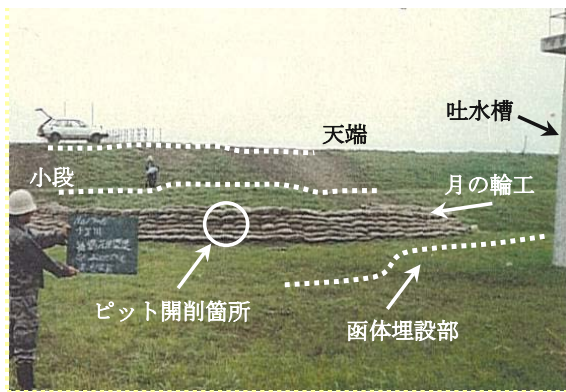 吐水槽
天端
小段
月の輪工
ピット開削箇所
函体埋設部